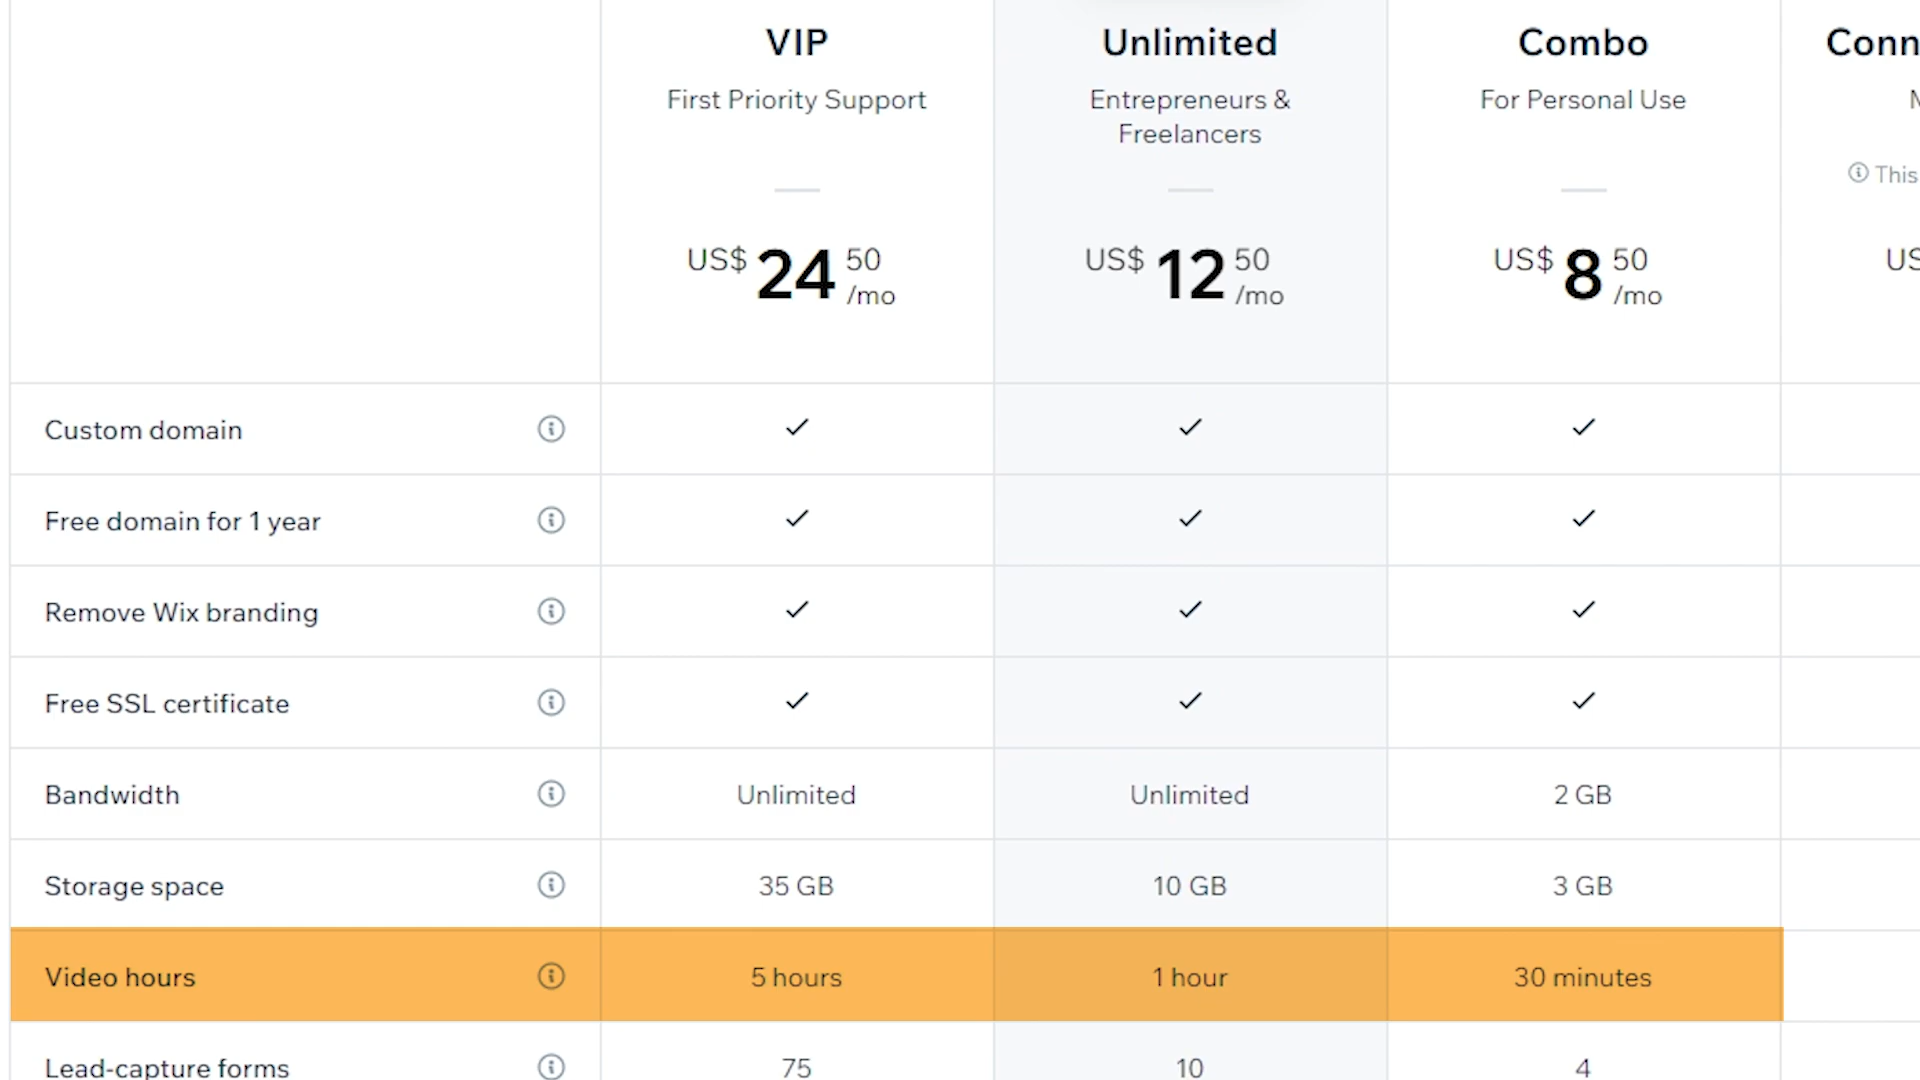 VIP
Unlimited
Combo
Conn
First Priority Support
Entrepreneurs &
Freelancers
For Personal Use
M
This
US$ 24 50 /mo
US$ 12 50 /mo
US$ 8 50 /mo
US
Custom domain
Free domain for 1 year
Remove Wix branding
Free SSL certificate
Bandwidth Unlimited Unlimited 2 GB
Storage space 35 GB 10 GB 3 GB
Video hours 5 hours 1 hour 30 minutes
Lead-capture forms 75 10 4